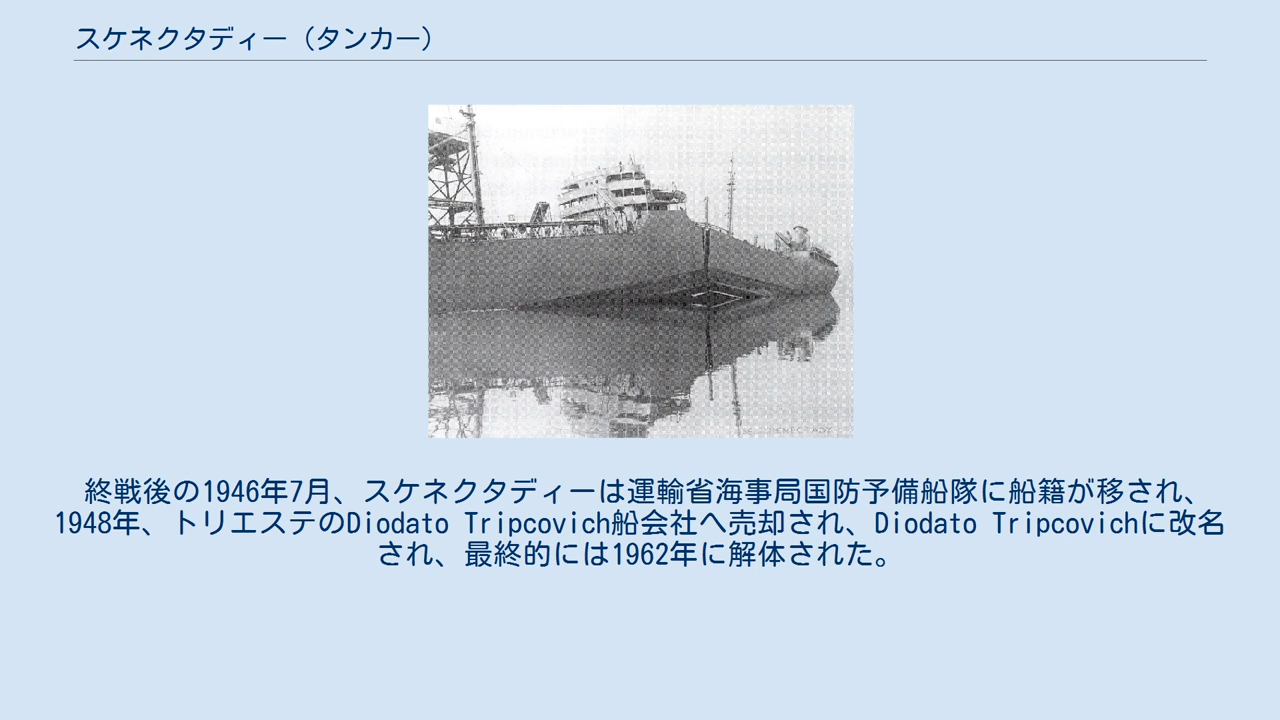 スケネクタディー（タンカー）
終戦後の1946年7月、スケネクタディーは運輸省海事局国防予備船隊に船籍が移され、
1948年、トリエステのDiodato Tripcovich船会社へ売却され、Diodato Tripcovichに改名
され、最終的には1962年に解体された。